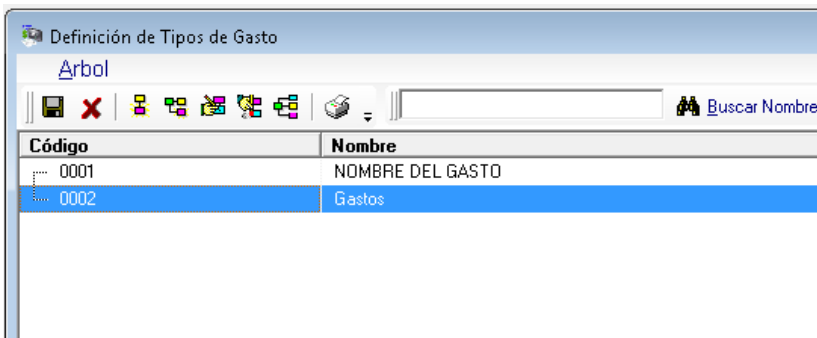 Definición de Tipos de Gasto
Arbol
Buscar Nombre
Código Nombre
0001 NOMBRE DEL GASTO
0002 Gastos